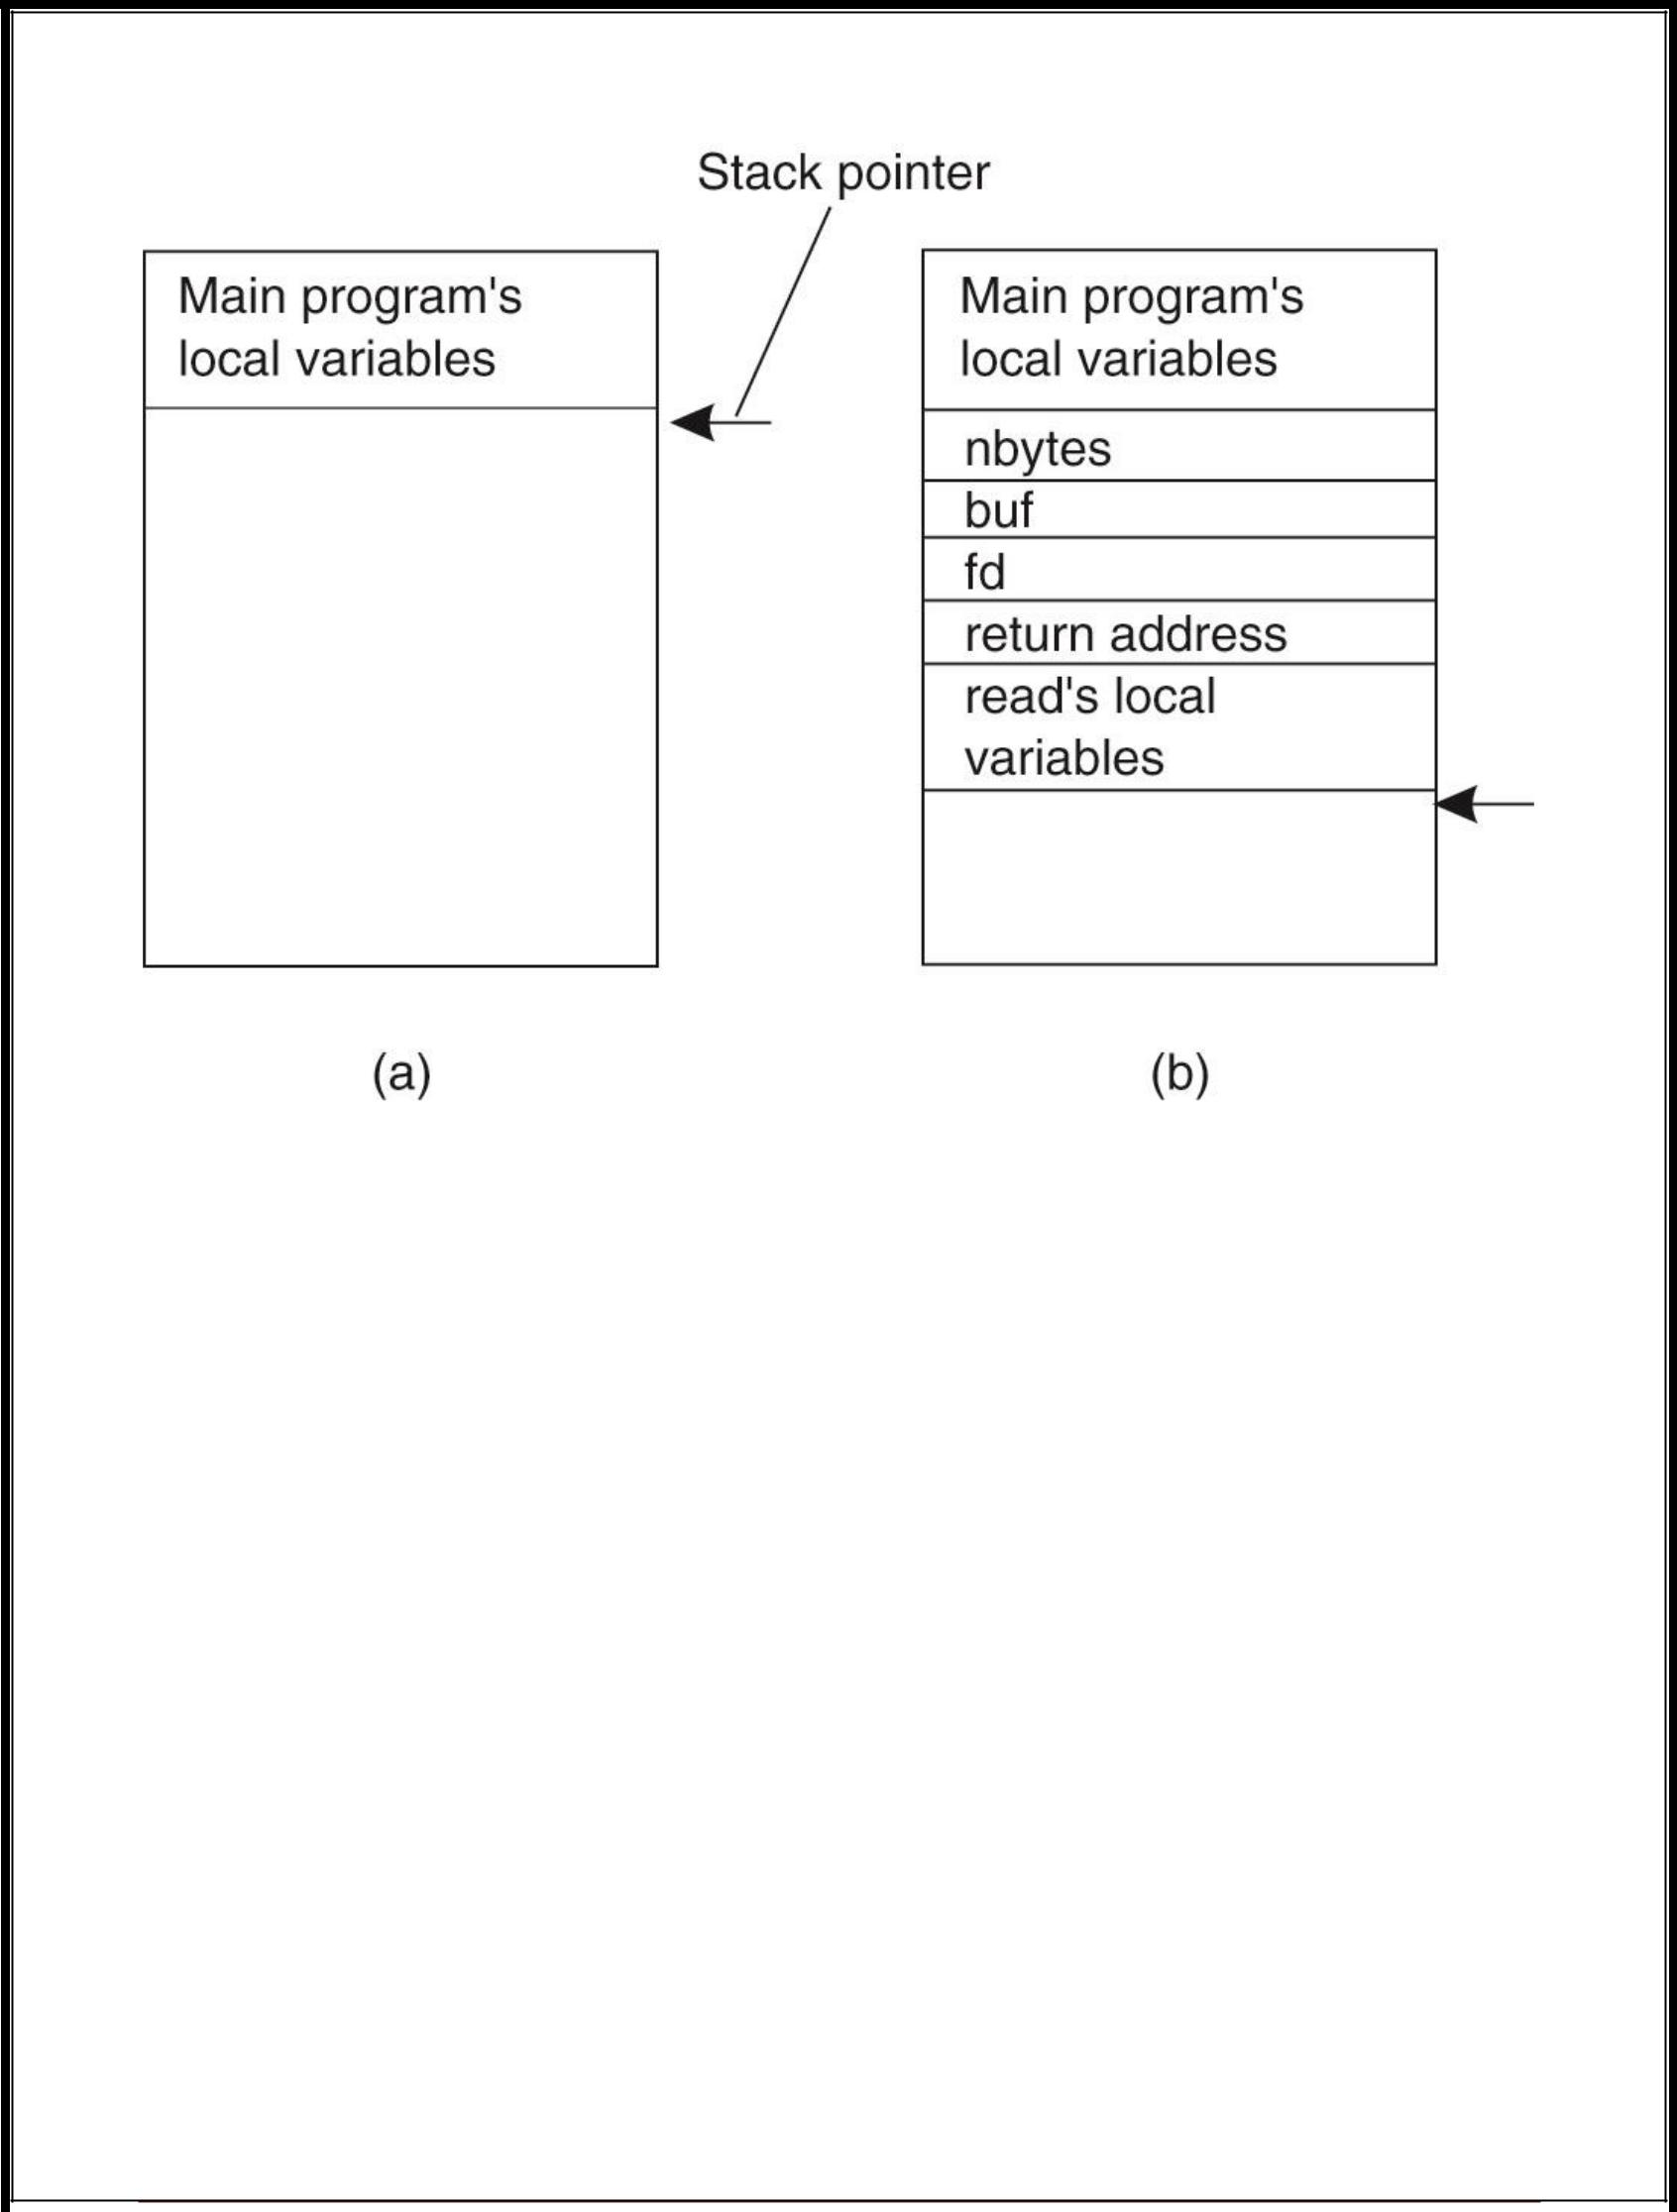 Stack pointer
Main program's
local variables
Main program's
local variables
nbytes
buf
fd
return address
read's local
variables
(a)
(b)